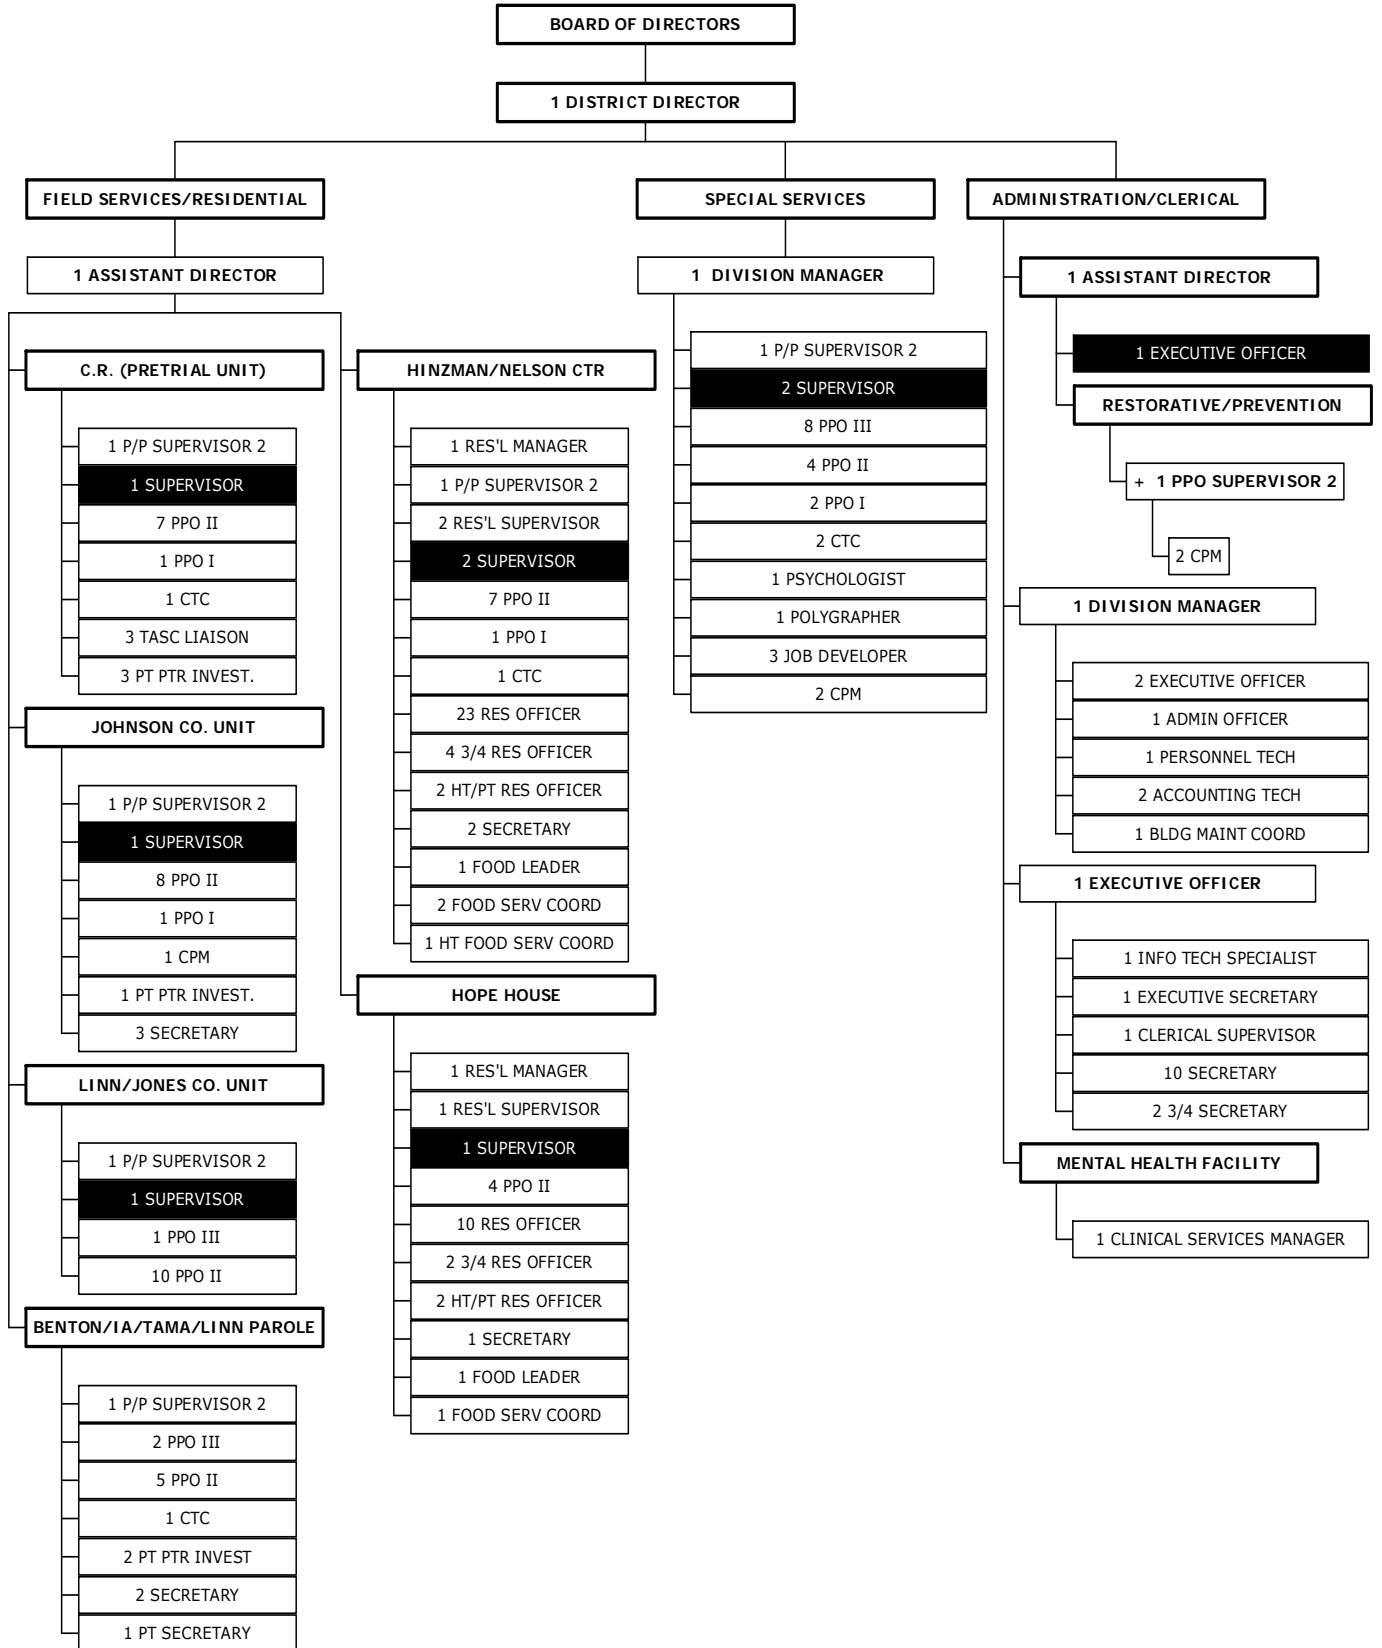 BOARD OF DIRECTORS
1 DISTRICT DIRECTOR
FIELD SERVICES/RESIDENTIAL
1 ASSISTANT DIRECTOR
C.R. (PRETRIAL UNIT)
1 P/P SUPERVISOR 2
1 SUPERVISOR
7 PPO II
1 PPO I
1 CTC
3 TASC LIAISON
3 PT PTR INVEST.
JOHNSON CO. UNIT
1 P/P SUPERVISOR 2
1 SUPERVISOR
8 PPO II
1 PPO I
1 CPM
1 PT PTR INVEST.
3 SECRETARY
LINN/JONES CO. UNIT
1 P/P SUPERVISOR 2
1 SUPERVISOR
1 PPO III
10 PPO II
BENTON/IA/TAMA/LINN PAROLE
1 P/P SUPERVISOR 2
2 PPO III
5 PPO II
1 CTC
2 PT PTR INVEST
2 SECRETARY
1 PT SECRETARY
HINZMAN/NELSON CTR
1 RES'L MANAGER
1 P/P SUPERVISOR 2
2 RES'L SUPERVISOR
2 SUPERVISOR
7 PPO II
1 PPO I
1 CTC
23 RES OFFICER
4 3/4 RES OFFICER
2 HT/PT RES OFFICER
2 SECRETARY
1 FOOD LEADER
2 FOOD SERV COORD
1 HT FOOD SERV COORD
HOPE HOUSE
1 RES'L MANAGER
1 RES'L SUPERVISOR
1 SUPERVISOR
4 PPO II
10 RES OFFICER
2 3/4 RES OFFICER
2 HT/PT RES OFFICER
1 SECRETARY
1 FOOD LEADER
1 FOOD SERV COORD
SPECIAL SERVICES
1 DIVISION MANAGER
1 P/P SUPERVISOR 2
2 SUPERVISOR
8 PPO III
4 PPO II
2 PPO I
2 CTC
1 PSYCHOLOGIST
1 POLYGRAPHER
3 JOB DEVELOPER
2 CPM
ADMINISTRATION/CLERICAL
1 ASSISTANT DIRECTOR
1 EXECUTIVE OFFICER
RESTORATIVE/PREVENTION
+ 1 PPO SUPERVISOR 2
2 CPM
1 DIVISION MANAGER
2 EXECUTIVE OFFICER
1 ADMIN OFFICER
1 PERSONNEL TECH
2 ACCOUNTING TECH
1 BLDG MAINT COORD
1 EXECUTIVE OFFICER
1 INFO TECH SPECIALIST
1 EXECUTIVE SECRETARY
1 CLERICAL SUPERVISOR
10 SECRETARY
2 3/4 SECRETARY
MENTAL HEALTH FACILITY
1 CLINICAL SERVICES MANAGER